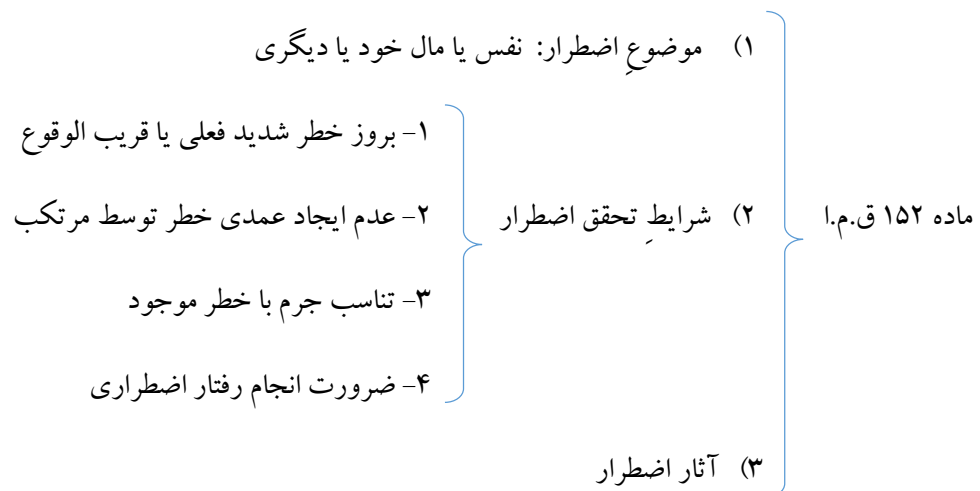 ۱) موضوعِ اضطرار: نفس یا مال خود یا دیگری
۱- بروز خطر شدید فعلی یا قریب الوقوع
ماده ۱۵۲ ق.م.ا
۲) شرایطِ تحقق اضطرار
۲- عدم ایجاد عمدی خطر توسط مرتکب
۳- تناسب جرم با خطر موجود
۴- ضرورت انجام رفتار اضطراری
۳) آثار اضطرار